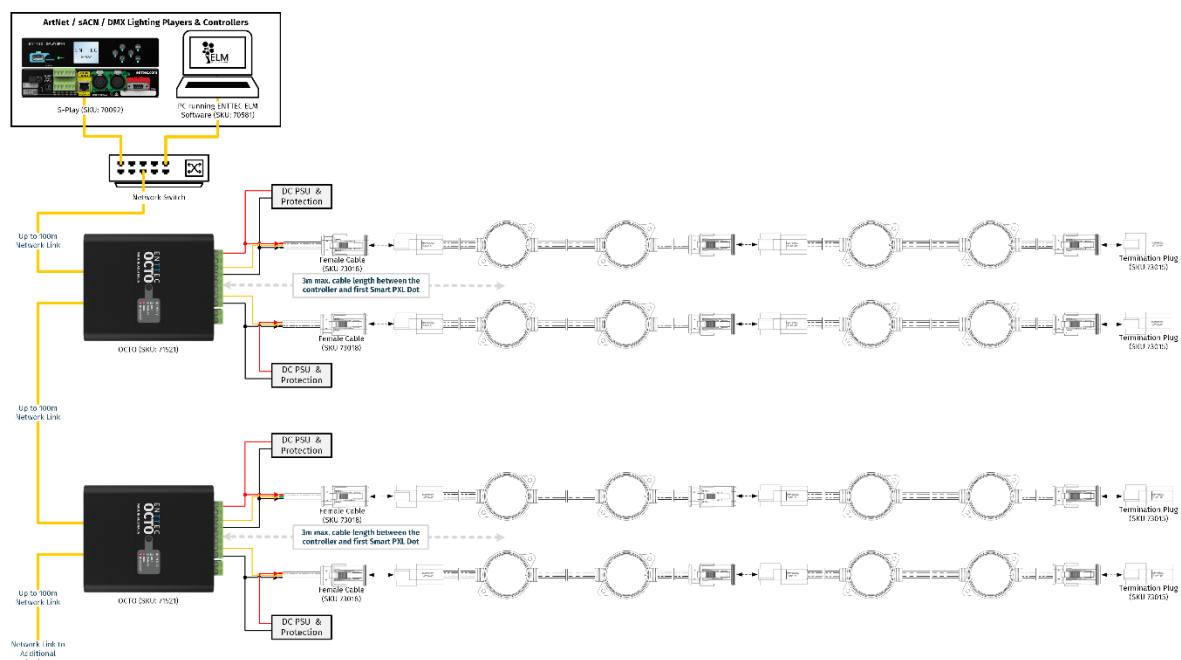 ArtNet / sACN / DMX Lighting Players & Controllers
ELM
S-Play (SKU: 70092)
PC running ENTTEC ELM
Software (SKU: 70581)
Network Switch
DC PSU &
Protection
Up to 100m
Network Link
ENTTEC
OCTO
OCTO (SKU: 71521)
Female Cable
(SKU 73018)
3m max. cable length between the
controller and first Smart PXL Dot
Termination Plug
(SKU 73015)
Female Cable
(SKU 73018)
Termination Plug
(SKU 73015)
DC PSU &
Protection
Up to 100m
Network Link
DC PSU &
Protection
ENTTEC
OCTO
OCTO (SKU: 71521)
Female Cable
(SKU 73018)
3m max. cable length between the
controller and first Smart PXL Dot
Termination Plug
(SKU 73015)
Female Cable
(SKU 73018)
Termination Plug
(SKU 73015)
Up to 100m
Network Link
DC PSU &
Protection
Network Link to
Additional